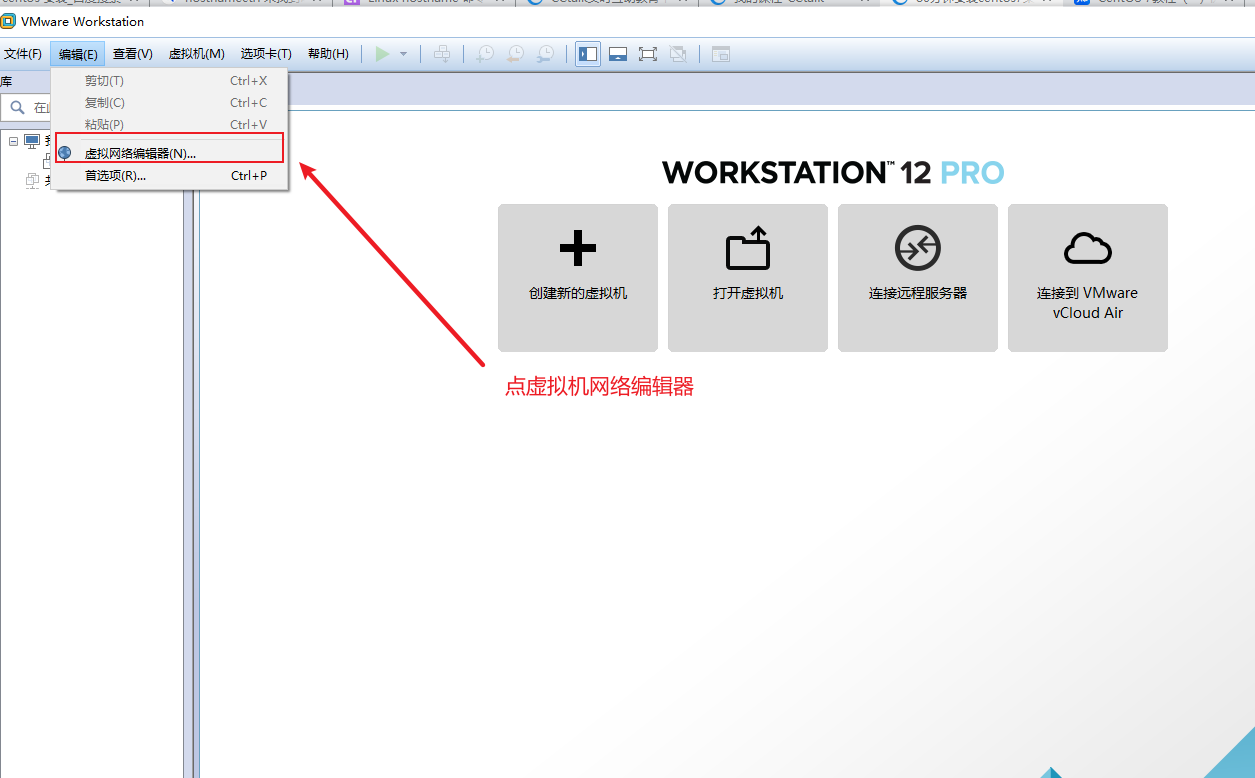 VMware Workstation
文件(F) 编辑(E) 查看(V) 虚拟机(M) 选项卡(T) 帮助(H)
库
剪切(T) Ctrl+X
复制(C) Ctrl+C
粘贴(P) Ctrl+V
虚拟网络编辑器(N)...
首选项(R)... Ctrl+P
WORKSTATION™ 12 PRO
创建新的虚拟机
打开虚拟机
连接远程服务器
连接到 VMware
vCloud Air
点虚拟机网络编辑器